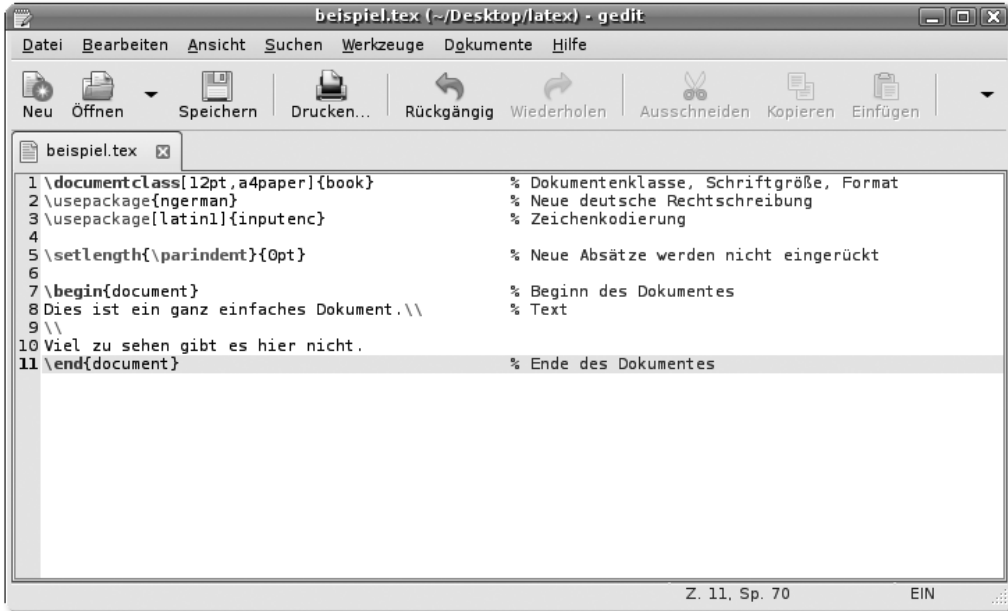 beispiel.tex (~/Desktop/latex) - gedit
Datei Bearbeiten Ansicht Suchen Werkzeuge Dokumente Hilfe
Neu Öffnen Speichern Drucken... Rückgängig Wiederholen Ausschneiden Kopieren Einfügen
beispiel.tex
1 \documentclass[12pt,a4paper]{book} % Dokumentenklasse, Schriftgröße, Format
2 \usepackage{ngerman} % Neue deutsche Rechtschreibung
3 \usepackage[latin1]{inputenc} % Zeichenkodierung
4
5 \setlength{\parindent}{0pt} % Neue Absätze werden nicht eingerückt
6
7 \begin{document} % Beginn des Dokumentes
8 Dies ist ein ganz einfaches Dokument.\\ % Text
9 \\
10 Viel zu sehen gibt es hier nicht.
11 \end{document} % Ende des Dokumentes
Z. 11, Sp. 70 EIN